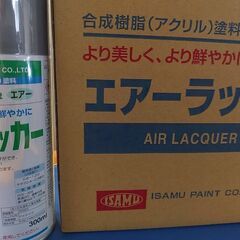 CO.,LTD
塗料
エアー
鮮やかに
ッカー
300ml
合成樹脂(アクリル)塗料
より美しく、より鮮やかに
エアーラッ
AIR LACQUER
ISAMU
ISAMU PAINT CO.